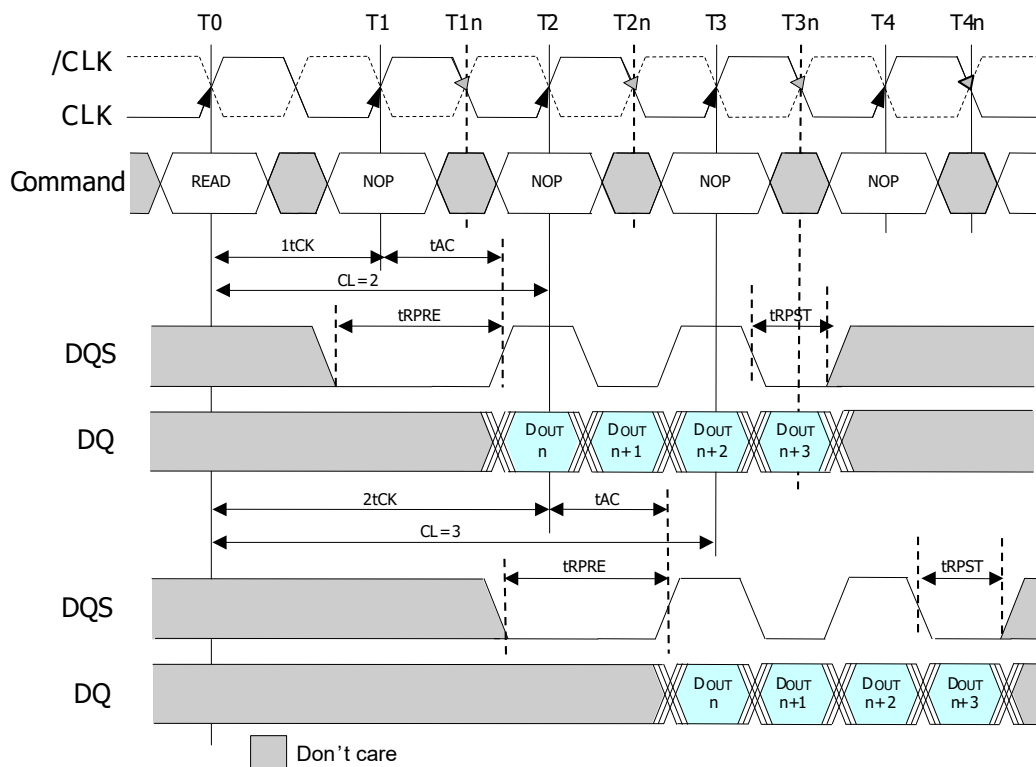 T0 T1 T1n T2 T2n T3 T3n T4 T4n
/CLK
CLK
Command READ NOP NOP NOP NOP
1tCK tAC
CL=2
tRPRE tRPST
DQS
DQ DOUT n DOUT n+1 DOUT n+2 DOUT n+3
2tCK tAC
CL=3
tRPRE tRPST
DQS
DQ DOUT n DOUT n+1 DOUT n+2 DOUT n+3
Don't care